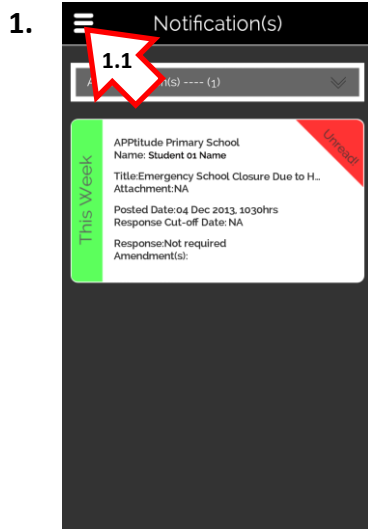 1.
Notification(s)
1.1
(s) ---- (1)
This Week
Unread!
APPtitude Primary School
Name: Student 01 Name
Title:Emergency School Closure Due to H...
Attachment:NA
Posted Date:04 Dec 2013, 1030hrs
Response Cut-off Date: NA
Response:Not required
Amendment(s):